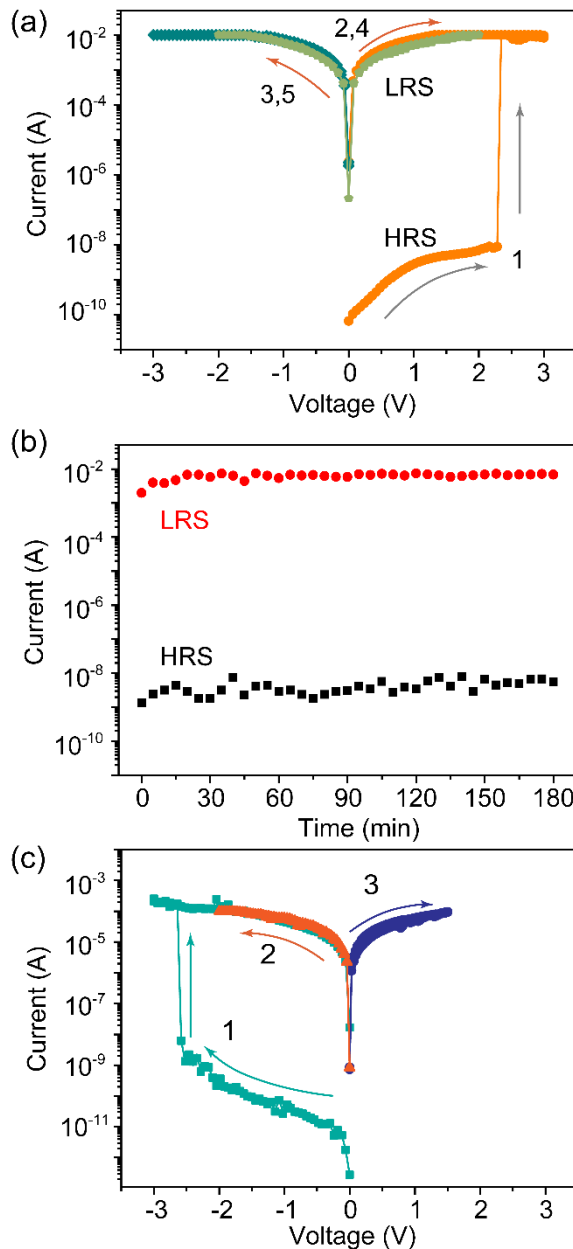 (a)
10⁻²
10⁻⁴
10⁻⁶
10⁻⁸
10⁻¹⁰
Current (A)
2,4
3,5
LRS
HRS
1
-3 -2 -1 0 1 2 3
Voltage (V)
(b)
10⁻²
10⁻⁴
10⁻⁶
10⁻⁸
10⁻¹⁰
Current (A)
LRS
HRS
0 30 60 90 120 150 180
Time (min)
(c)
10⁻³
10⁻⁵
10⁻⁷
10⁻⁹
10⁻¹¹
Current (A)
3
2
1
-3 -2 -1 0 1 2 3
Voltage (V)